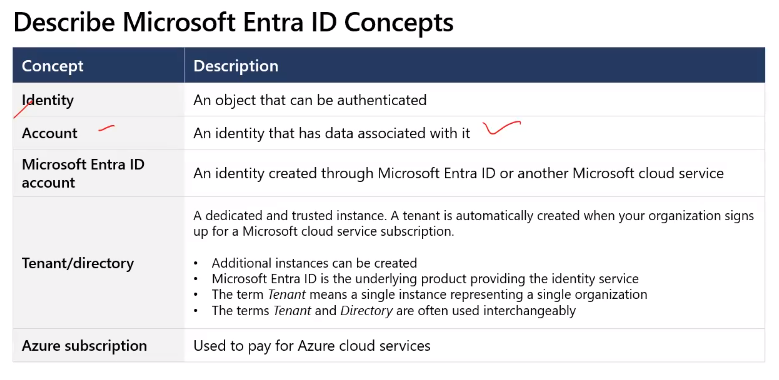 Describe Microsoft Entra ID Concepts
Concept
Description
Identity
An object that can be authenticated
Account
An identity that has data associated with it
Microsoft Entra ID
account
An identity created through Microsoft Entra ID or another Microsoft cloud service
Tenant/directory
A dedicated and trusted instance. A tenant is automatically created when your organization signs
up for a Microsoft cloud service subscription.
• Additional instances can be created
• Microsoft Entra ID is the underlying product providing the identity service
• The term Tenant means a single instance representing a single organization
• The terms Tenant and Directory are often used interchangeably
Azure subscription
Used to pay for Azure cloud services